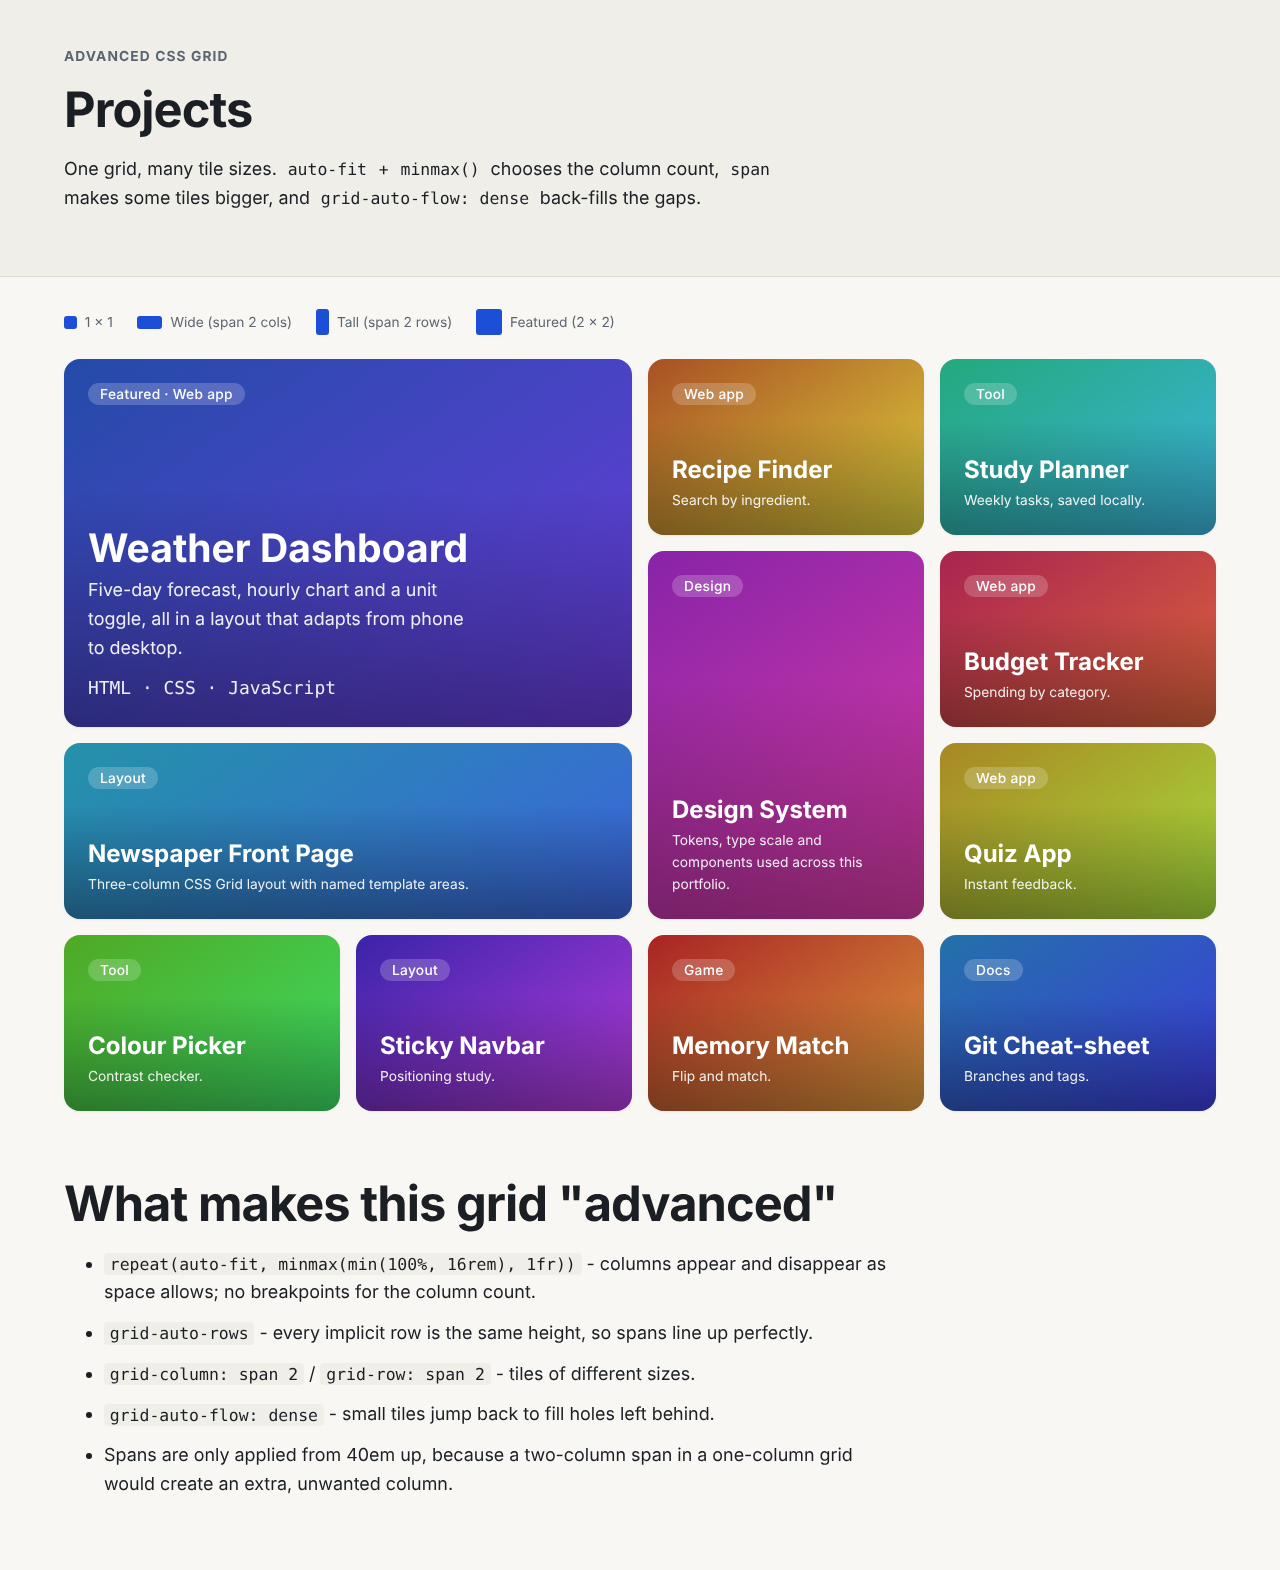 ADVANCED CSS GRID
Projects
One grid, many tile sizes. auto-fit + minmax() chooses the column count, span
makes some tiles bigger, and grid-auto-flow: dense back-fills the gaps.
1 × 1
Wide (span 2 cols)
Tall (span 2 rows)
Featured (2 × 2)
Featured · Web app
Weather Dashboard
Five-day forecast, hourly chart and a unit
toggle, all in a layout that adapts from phone
to desktop.
HTML · CSS · JavaScript
Web app
Recipe Finder
Search by ingredient.
Tool
Study Planner
Weekly tasks, saved locally.
Design
Design System
Tokens, type scale and
components used across this
portfolio.
Web app
Budget Tracker
Spending by category.
Layout
Newspaper Front Page
Three-column CSS Grid layout with named template areas.
Web app
Quiz App
Instant feedback.
Tool
Colour Picker
Contrast checker.
Layout
Sticky Navbar
Positioning study.
Game
Memory Match
Flip and match.
Docs
Git Cheat-sheet
Branches and tags.
What makes this grid "advanced"
• repeat(auto-fit, minmax(min(100%, 16rem), 1fr)) - columns appear and disappear as
space allows; no breakpoints for the column count.
• grid-auto-rows - every implicit row is the same height, so spans line up perfectly.
• grid-column: span 2 / grid-row: span 2 - tiles of different sizes.
• grid-auto-flow: dense - small tiles jump back to fill holes left behind.
• Spans are only applied from 40em up, because a two-column span in a one-column grid
would create an extra, unwanted column.